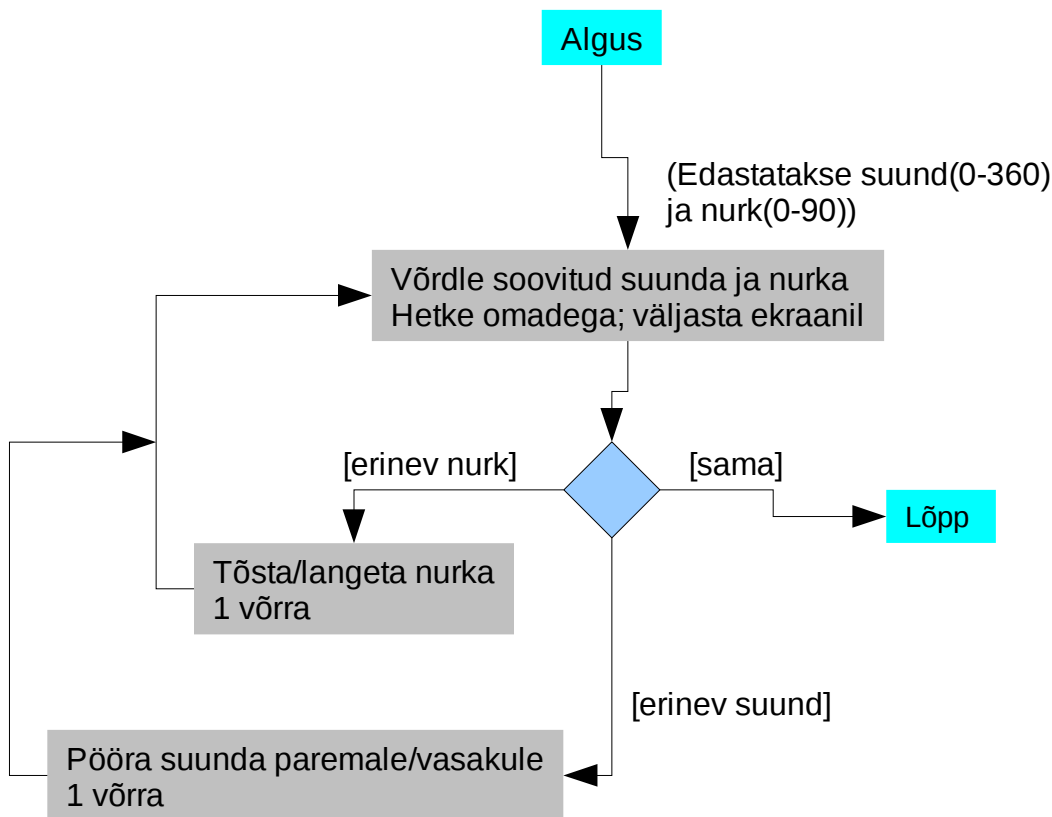 Algus
(Edastatakse suund(0-360)
ja nurk(0-90))
Võrdle soovitud suunda ja nurka
Hetke omadega; väljasta ekraanil
[erinev nurk]
[sama]
Lõpp
Tõsta/langeta nurka
1 võrra
[erinev suund]
Pööra suunda paremale/vasakule
1 võrra